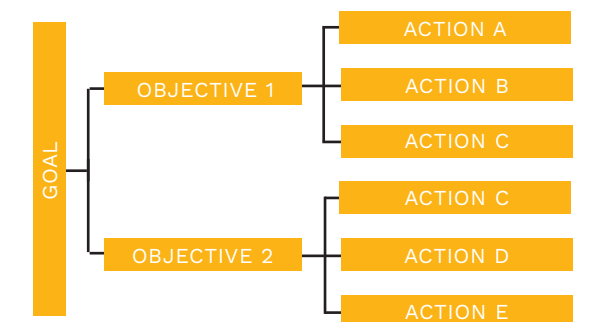 GOAL
OBJECTIVE 1
ACTION A
ACTION B
ACTION C
OBJECTIVE 2
ACTION C
ACTION D
ACTION E